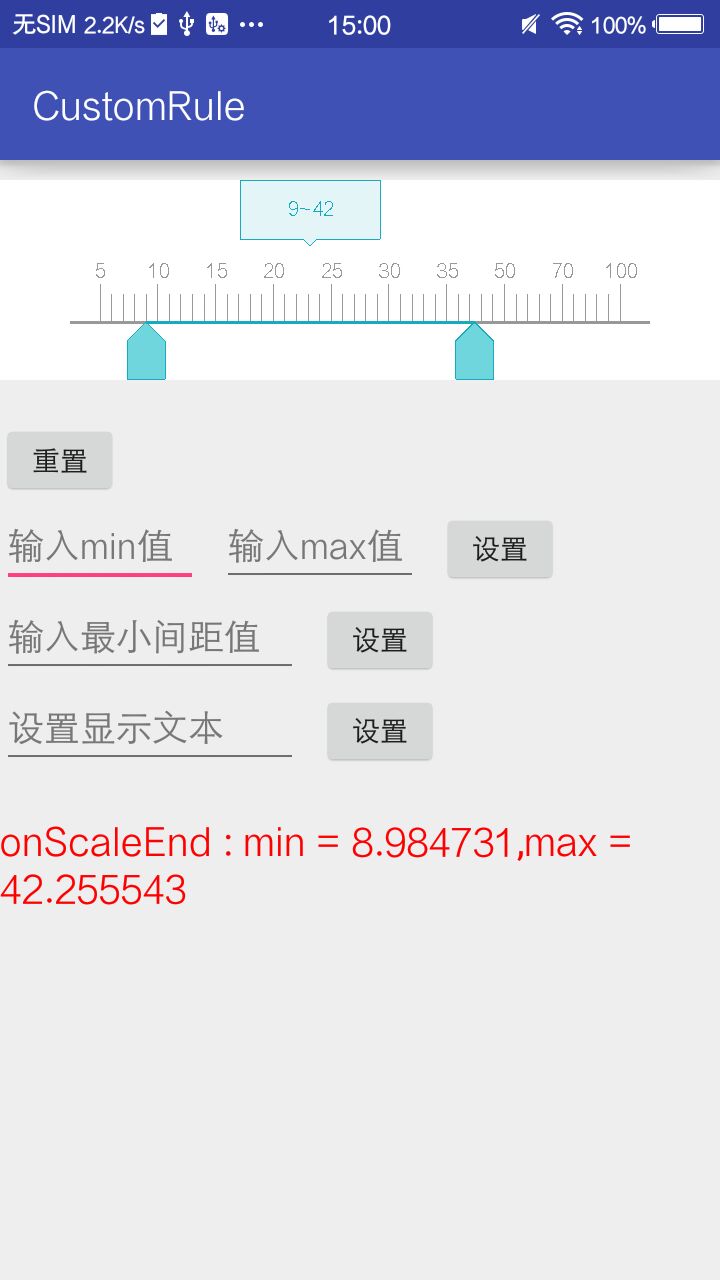 无SIM 2.2K/s 15:00 100%
CustomRule
9~42
5 10 15 20 25 30 35 50 70 100
重置
输入min值 输入max值 设置
输入最小间距值 设置
设置显示文本 设置
onScaleEnd : min = 8.984731,max =
42.255543